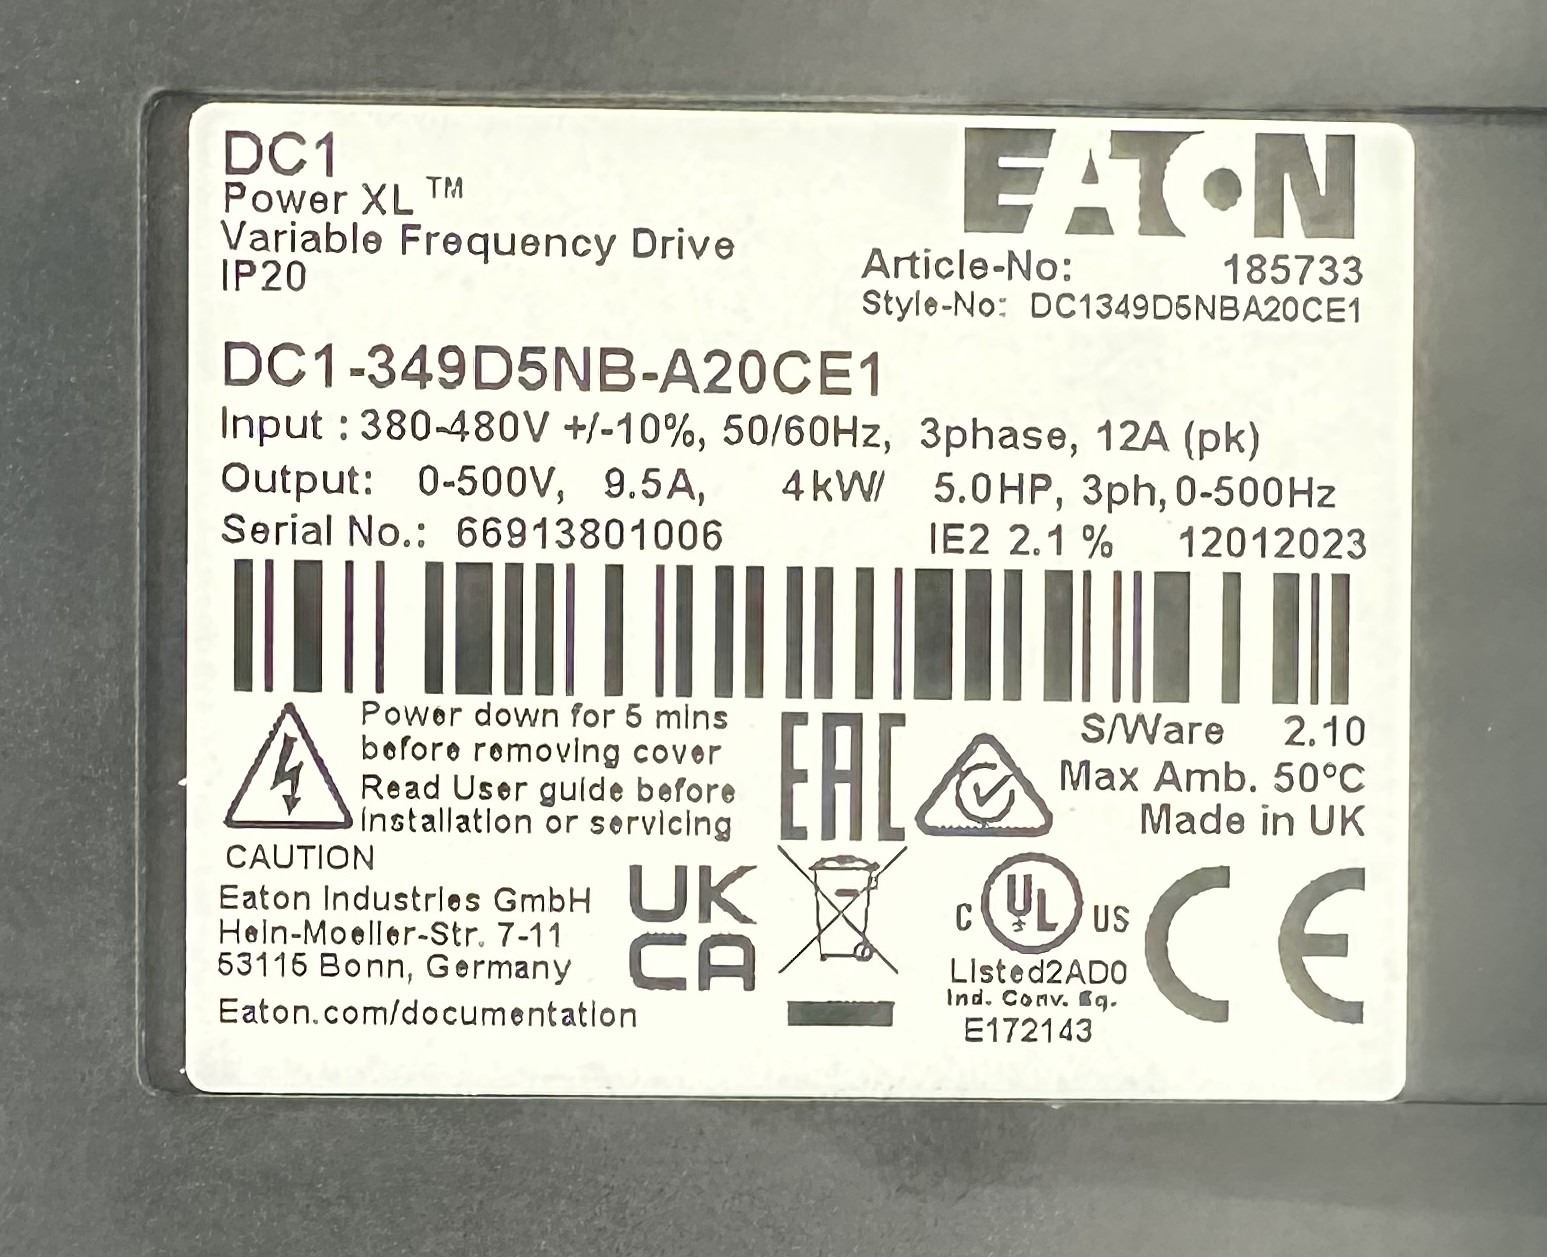 DC1
Power XL™
Variable Frequency Drive
IP20
EATON
Article-No: 185733
Style-No: DC1349D5NBA20CE1
DC1-349D5NB-A20CE1
Input : 380-480V +/-10%, 50/60Hz, 3phase, 12A (pk)
Output: 0-500V, 9.5A, 4kW/ 5.0HP, 3ph, 0-500Hz
Serial No.: 66913801006 IE2 2.1 % 12012023
Power down for 5 mins
before removing cover
Read User guide before
installation or servicing
CAUTION
EAC
S/Ware 2.10
Max Amb. 50°C
Made in UK
Eaton Industries GmbH
Hein-Moeller-Str. 7-11
53115 Bonn, Germany
Eaton.com/documentation
UK
CA
C UL US
Listed2AD0
Ind. Conv. Eq.
E172143
CE